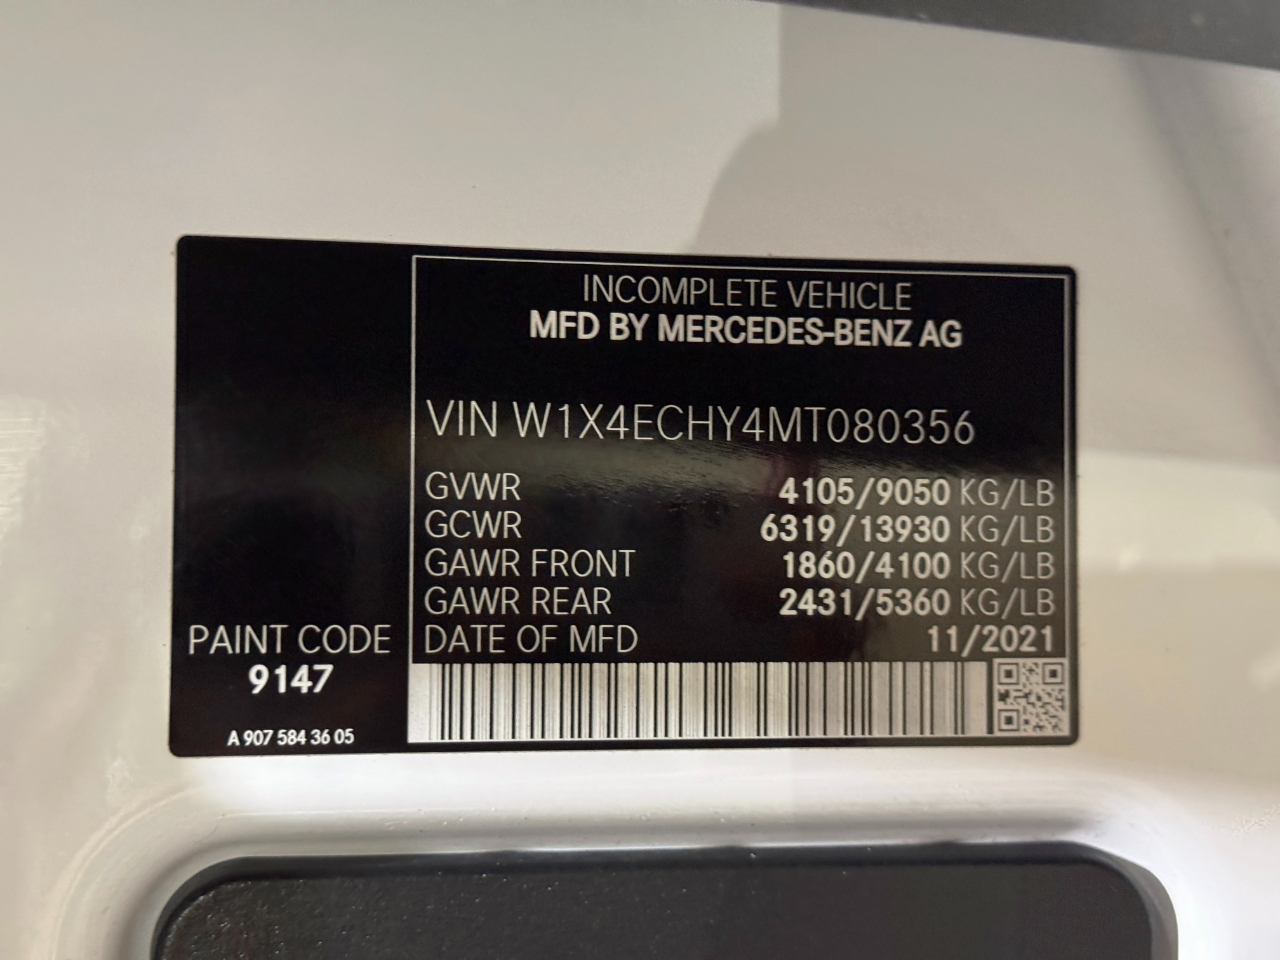 INCOMPLETE VEHICLE
MFD BY MERCEDES-BENZ AG
VIN W1X4ECHY4MT080356
GVWR 4105/9050 KG/LB
GCWR 6319/13930 KG/LB
GAWR FRONT 1860/4100 KG/LB
GAWR REAR 2431/5360 KG/LB
DATE OF MFD 11/2021
PAINT CODE
9147
A 907 584 36 05